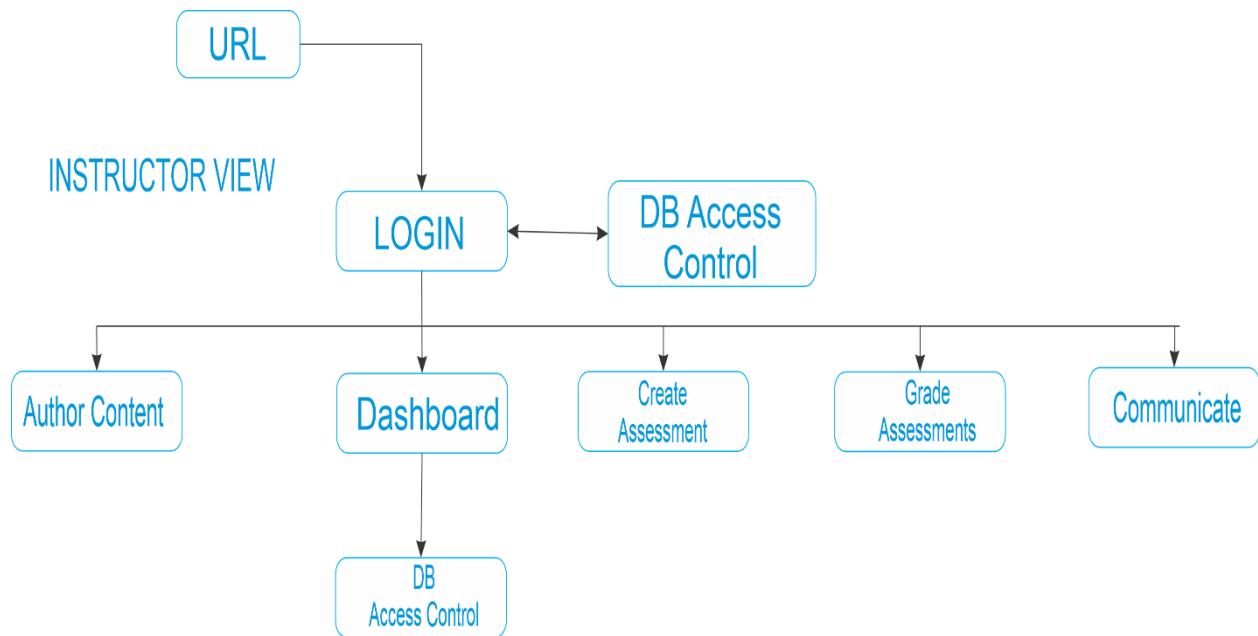 URL
INSTRUCTOR VIEW
LOGIN
DB Access
Control
Author Content
Dashboard
Create
Assessment
Grade
Assessments
Communicate
DB
Access Control